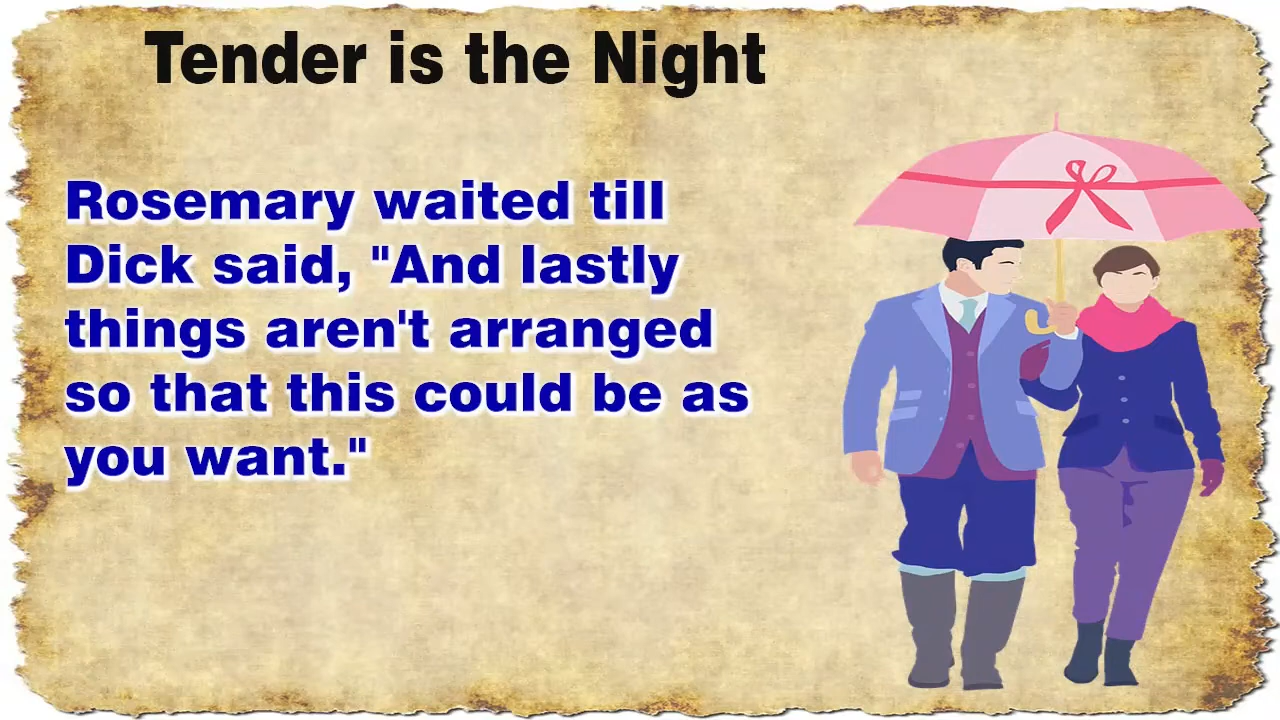 Tender is the Night
Rosemary waited till
Dick said, "And lastly
things aren't arranged
so that this could be as
you want."